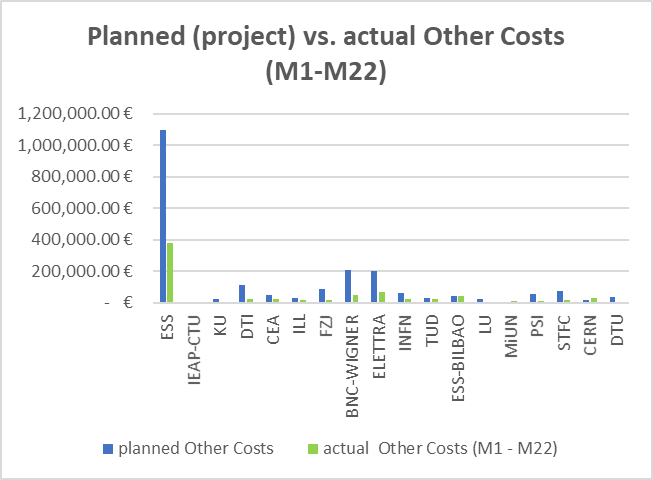 Planned (project) vs. actual Other Costs
(M1-M22)
1,200,000.00 €
1,000,000.00 €
800,000.00 €
600,000.00 €
400,000.00 €
200,000.00 €
- €
ESS
IEAP-CTU
KU
DTI
CEA
ILL
FZJ
BNC-WIGNER
ELETTRA
INFN
TUD
ESS-BILBAO
LU
MiUN
PSI
STFC
CERN
DTU
planned Other Costs
actual  Other Costs (M1 - M22)